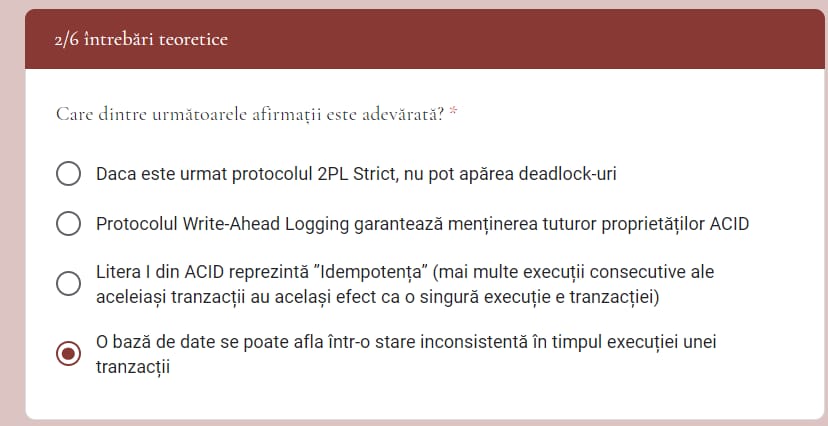 2/6 întrebări teoretice
Care dintre următoarele afirmații este adevărată? *
Daca este urmat protocolul 2PL Strict, nu pot apărea deadlock-uri
Protocolul Write-Ahead Logging garantează menținerea tuturor proprietăților ACID
Litera I din ACID reprezintă ”Idempotența” (mai multe execuții consecutive ale
aceleiași tranzacții au același efect ca o singură execuție e tranzacției)
O bază de date se poate afla într-o stare inconsistentă în timpul execuției unei
tranzacții